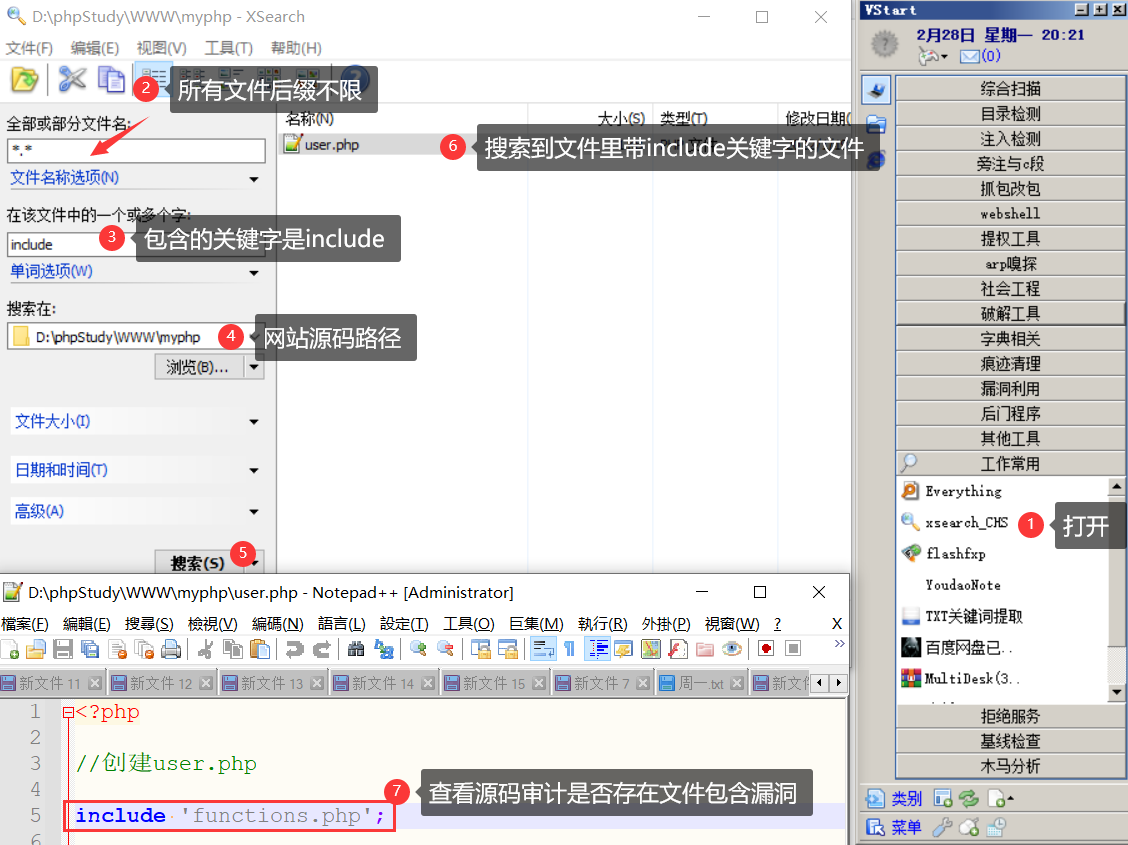 D:\phpStudy\WWW\myphp - XSearch
文件(F) 编辑(E) 视图(V) 工具(T) 帮助(H)
2 所有文件后缀不限
全部或部分文件名:
*.*
文件名称选项(N)
在该文件中的一个或多个字:
include
3 包含的关键字是include
单词选项(W)
搜索在:
D:\phpStudy\WWW\myphp
4 网站源码路径
浏览(B)...
文件大小(I)
日期和时间(T)
高级(A)
搜索(S)
5
名称(N) 大小(S) 类型(T) 修改日期(
user.php
6 搜索到文件里带include关键字的文件
D:\phpStudy\WWW\myphp\user.php - Notepad++ [Administrator]
檔案(F) 編輯(E) 搜尋(S) 檢視(V) 編碼(N) 語言(L) 設定(T) 工具(O) 巨集(M) 執行(R) 外掛(P) 視窗(W) ? X
新文件 11 新文件 12 新文件 13 新文件 14 新文件 15 新文件 7 周一.txt 新文件
1 <?php
2
3 //创建user.php
4
5 include 'functions.php';
6
7 查看源码审计是否存在文件包含漏洞
VStart
2月28日 星期一 20:21
(0)
综合扫描
目录检测
注入检测
旁注与c段
抓包改包
webshell
提权工具
arp嗅探
社会工程
破解工具
字典相关
痕迹清理
漏洞利用
后门程序
其他工具
工作常用
Everything
xsearch_CHS
1 打开
flashfxp
YoudaoNote
TXT关键词提取
百度网盘已..
MultiDesk(3..
拒绝服务
基线检查
木马分析
类别
菜单